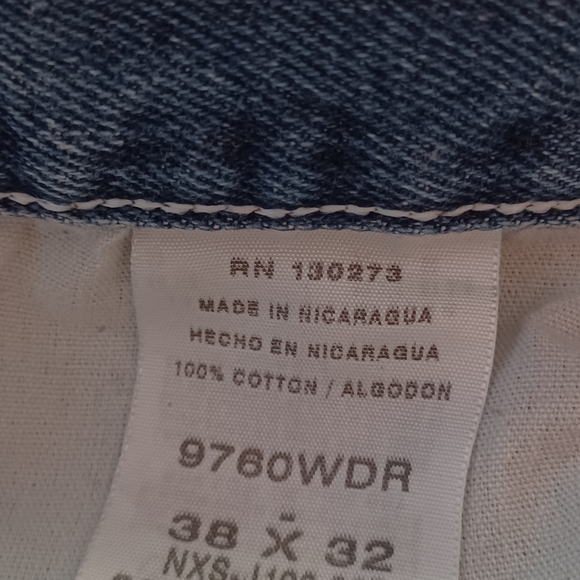 RN 130273
MADE IN NICARAGUA
HECHO EN NICARAGUA
100% COTTON / ALGODON
9760WDR
38 X 32